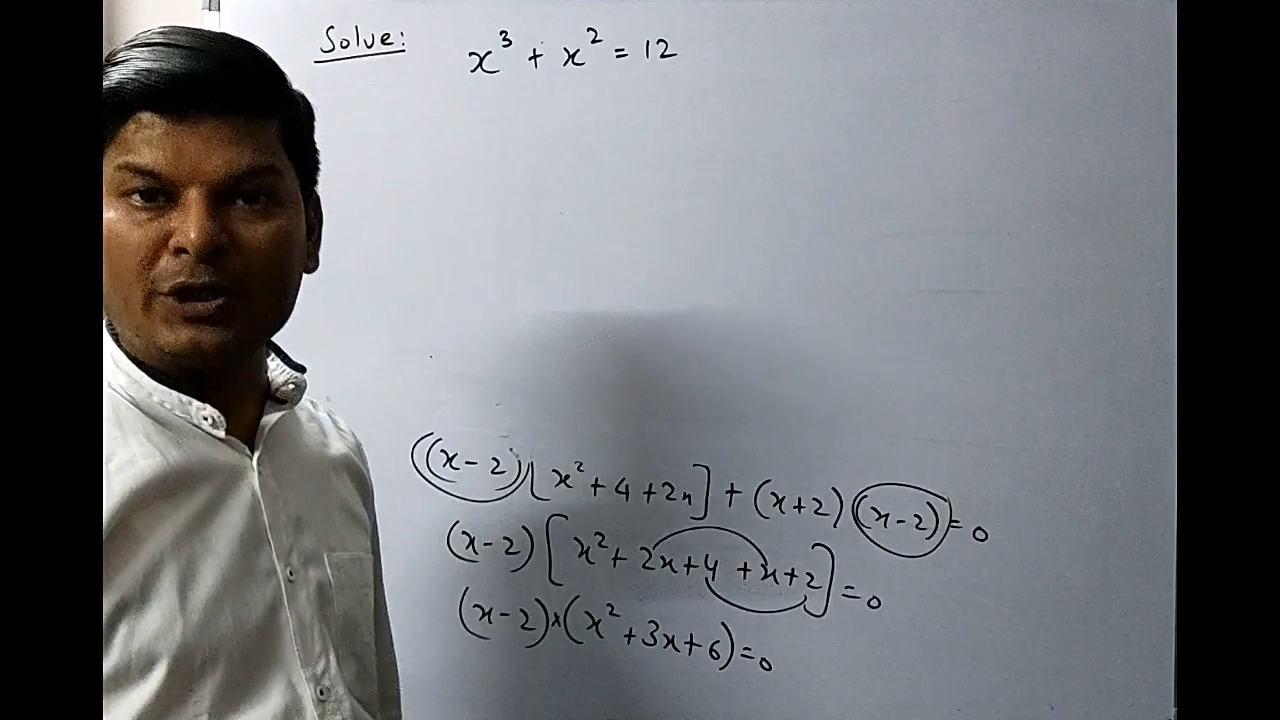 Solve: x³ + x² = 12
(x-2) [x² + 4 + 2x] + (x+2) (x-2) = 0
(x-2) [x² + 2x + 4 + x + 2] = 0
(x-2) × (x² + 3x + 6) = 0